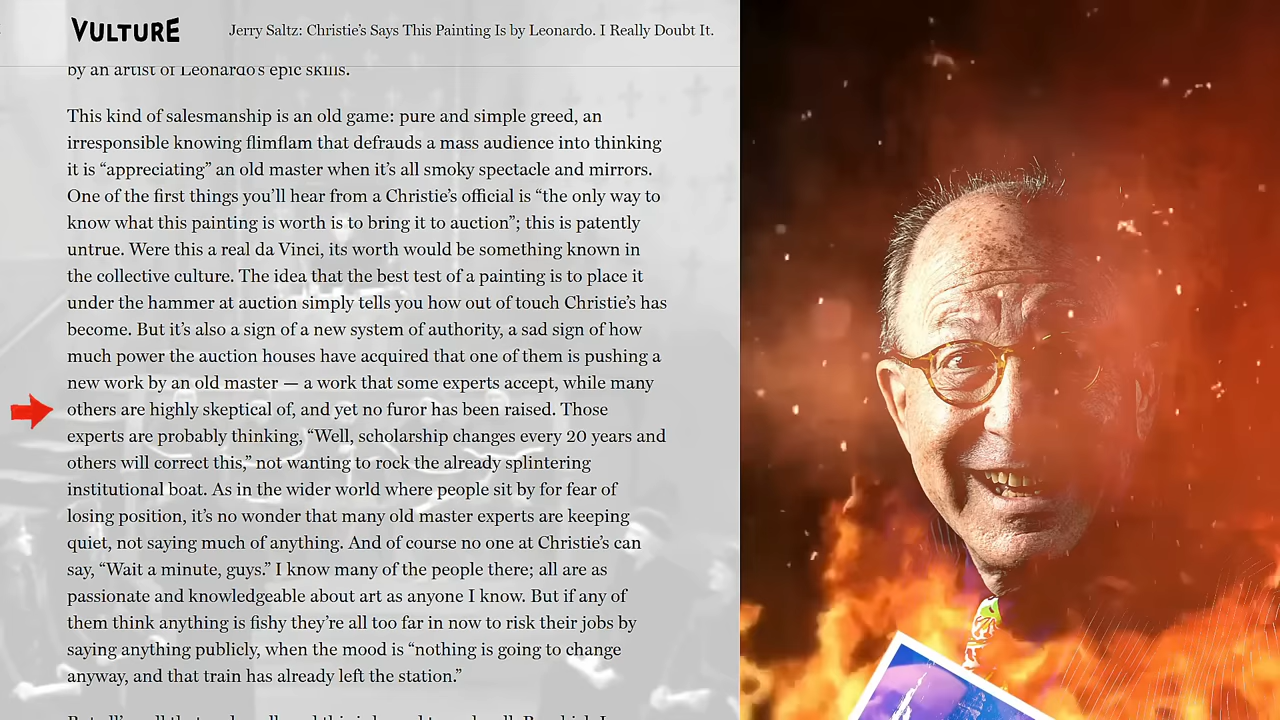 VULTURE
Jerry Saltz: Christie's Says This Painting Is by Leonardo. I Really Doubt It.
by an artist of Leonardo's epic skills.
This kind of salesmanship is an old game: pure and simple greed, an
irresponsible knowing flimflam that defrauds a mass audience into thinking
it is “appreciating” an old master when it's all smoky spectacle and mirrors.
One of the first things you'll hear from a Christie's official is “the only way to
know what this painting is worth is to bring it to auction”; this is patently
untrue. Were this a real da Vinci, its worth would be something known in
the collective culture. The idea that the best test of a painting is to place it
under the hammer at auction simply tells you how out of touch Christie's has
become. But it's also a sign of a new system of authority, a sad sign of how
much power the auction houses have acquired that one of them is pushing a
new work by an old master — a work that some experts accept, while many
others are highly skeptical of, and yet no furor has been raised. Those
experts are probably thinking, “Well, scholarship changes every 20 years and
others will correct this,” not wanting to rock the already splintering
institutional boat. As in the wider world where people sit by for fear of
losing position, it's no wonder that many old master experts are keeping
quiet, not saying much of anything. And of course no one at Christie's can
say, “Wait a minute, guys.” I know many of the people there; all are as
passionate and knowledgeable about art as anyone I know. But if any of
them think anything is fishy they're all too far in now to risk their jobs by
saying anything publicly, when the mood is “nothing is going to change
anyway, and that train has already left the station.”